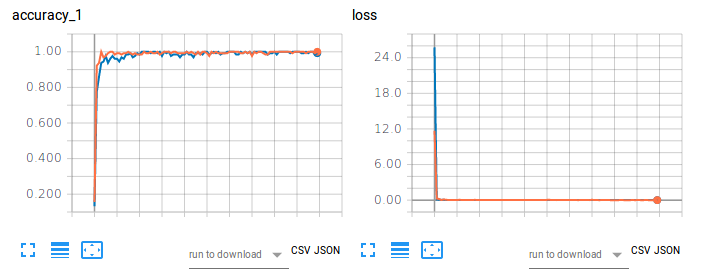 accuracy_1
1.00
0.800
0.600
0.400
0.200
run to download
CSV JSON
loss
24.0
18.0
12.0
6.00
0.00
run to download
CSV JSON